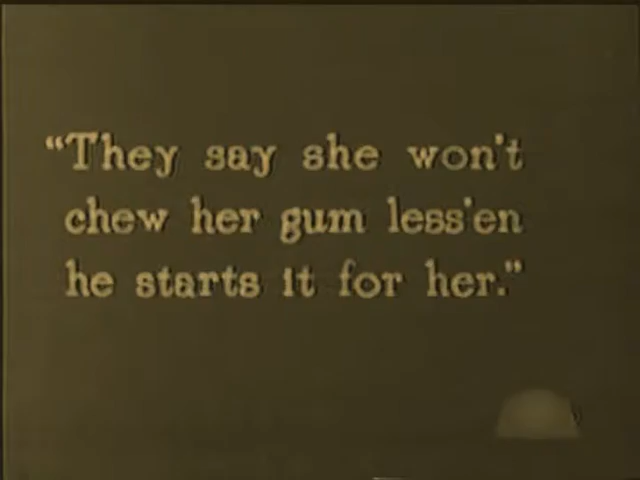 “They say she won't
chew her gum less'en
he starts it for her.”